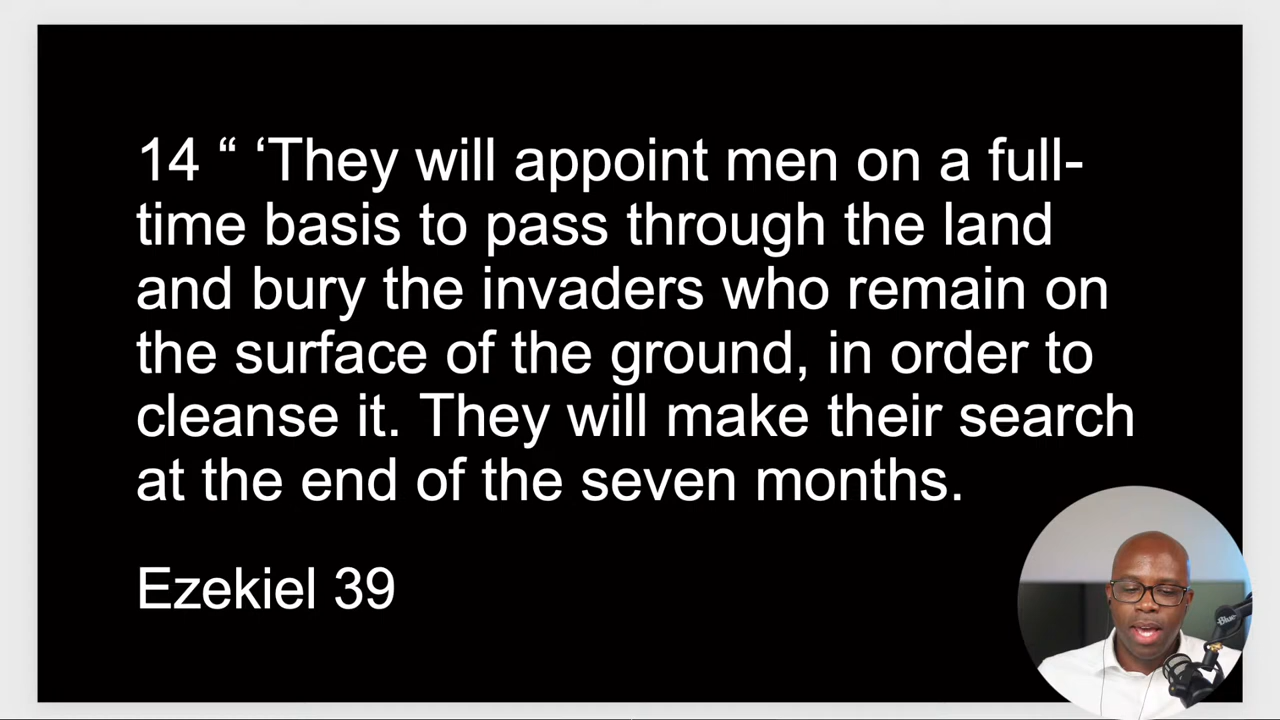 14 “ ‘They will appoint men on a full-
time basis to pass through the land
and bury the invaders who remain on
the surface of the ground, in order to
cleanse it. They will make their search
at the end of the seven months.
Ezekiel 39
Blue